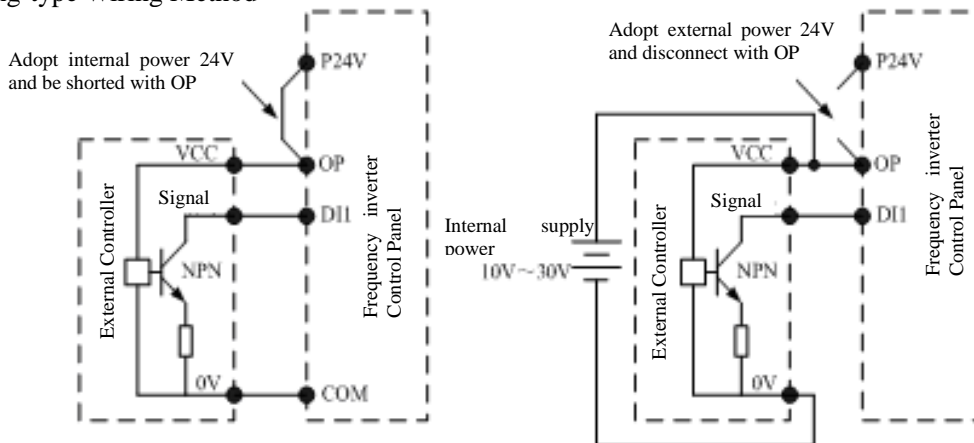 g-type Wiring Method
Adopt internal power 24V
and be shorted with OP
P24V
VCC
OP
Signal
DI1
NPN
0V
COM
External Controller
Frequency inverter
Control Panel
Adopt external power 24V
and disconnect with OP
P24V
VCC
OP
Signal
DI1
Internal supply
power
10V～30V
NPN
0V
External Controller
Frequency inverter
Control Panel